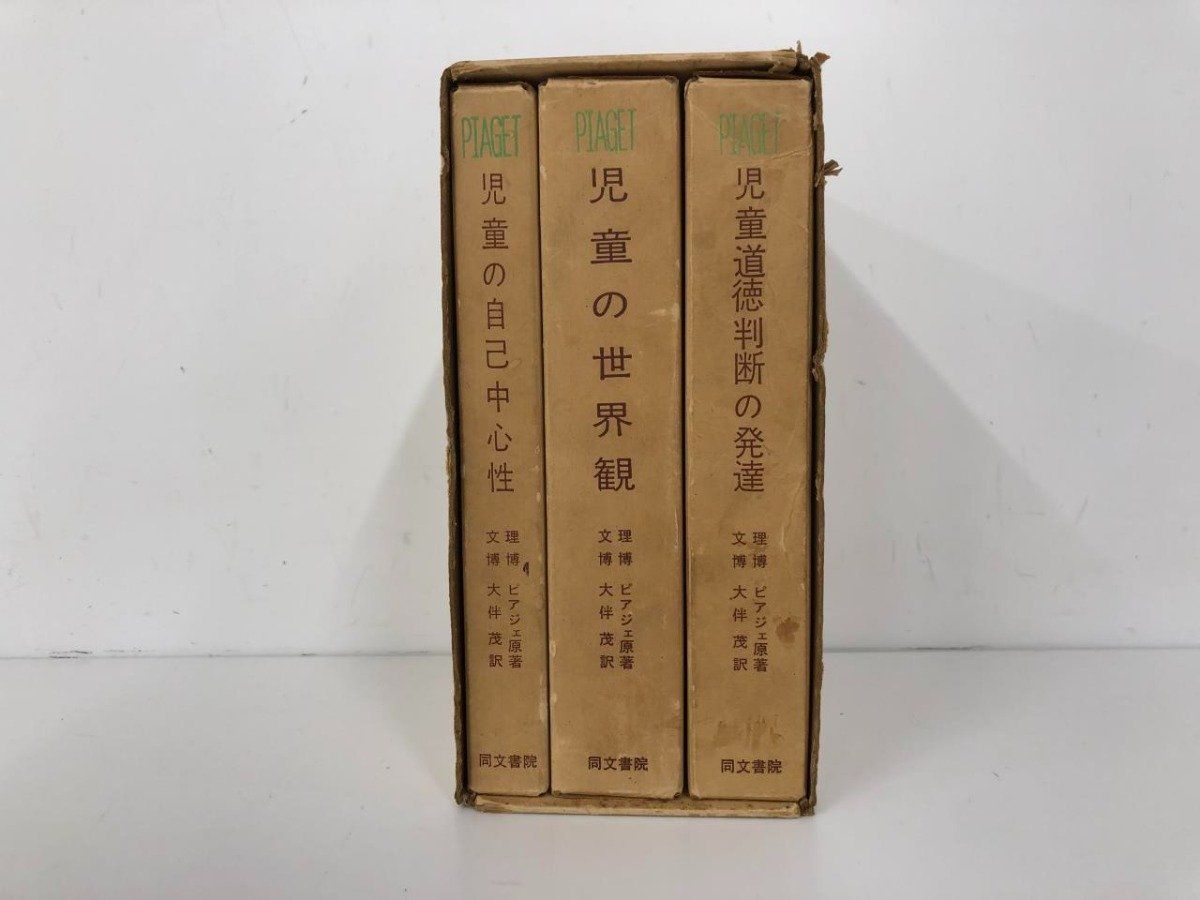 PIAGET
児童の自己中心性
理博 ピアジェ原著
文博 大伴茂訳
同文書院
PIAGET
児童の世界観
理博 ピアジェ原著
文博 大伴茂訳
同文書院
PIAGET
児童道徳判断の発達
理博 ピアジェ原著
文博 大伴茂訳
同文書院